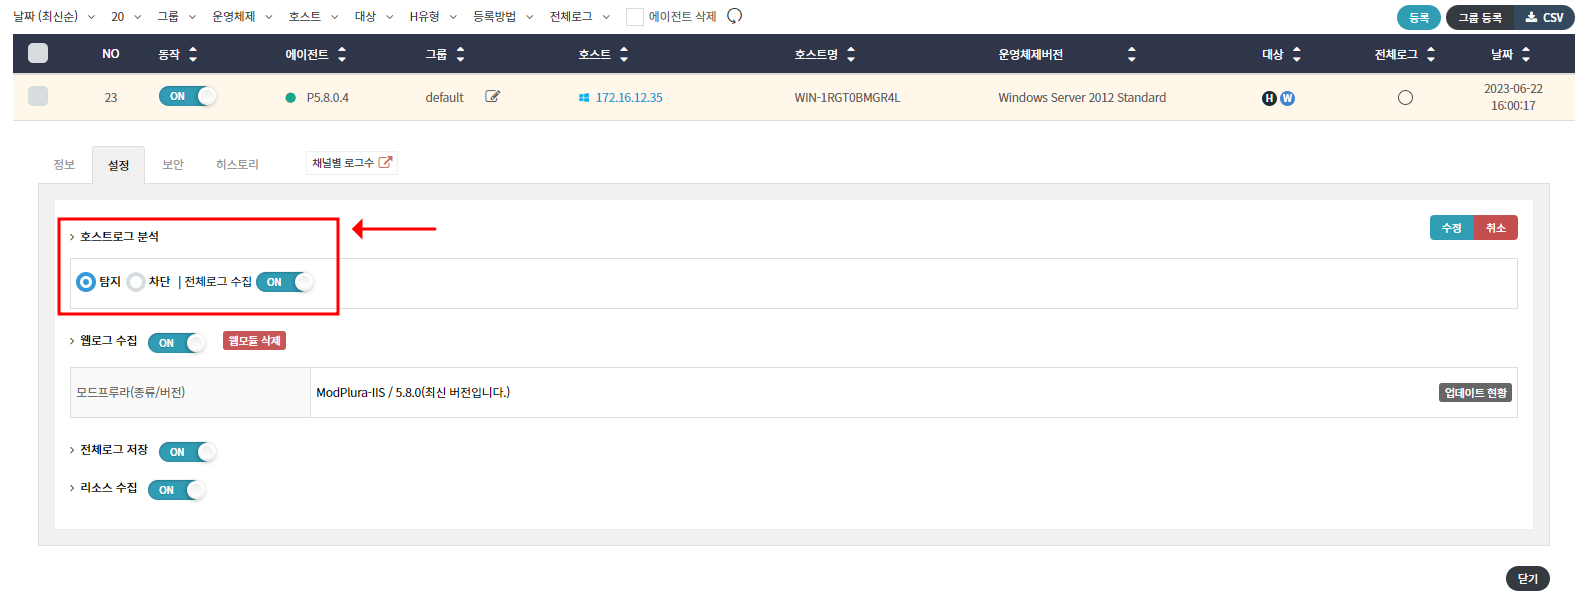 날짜 (최신순) 20 그룹 운영체제 호스트 대상 H유형 등록방법 전체로그 에이전트 삭제 등록 그룹 등록 CSV
NO 동작 에이전트 그룹 호스트 호스트명 운영체제버전 대상 전체로그 날짜
23 ON P5.8.0.4 default 172.16.12.35 WIN-1RGT0BMGR4L Windows Server 2012 Standard H W 2023-06-22
16:00:17
정보 설정 보안 히스토리 채널별 로그수
호스트로그 분석 수정 취소
탐지 차단 | 전체로그 수집 ON
웹로그 수집 ON 웹모듈 삭제
모드프루라(종류/버전) ModPlura-IIS / 5.8.0(최신 버전입니다.) 업데이트 현황
전체로그 저장 ON
리소스 수집 ON
닫기